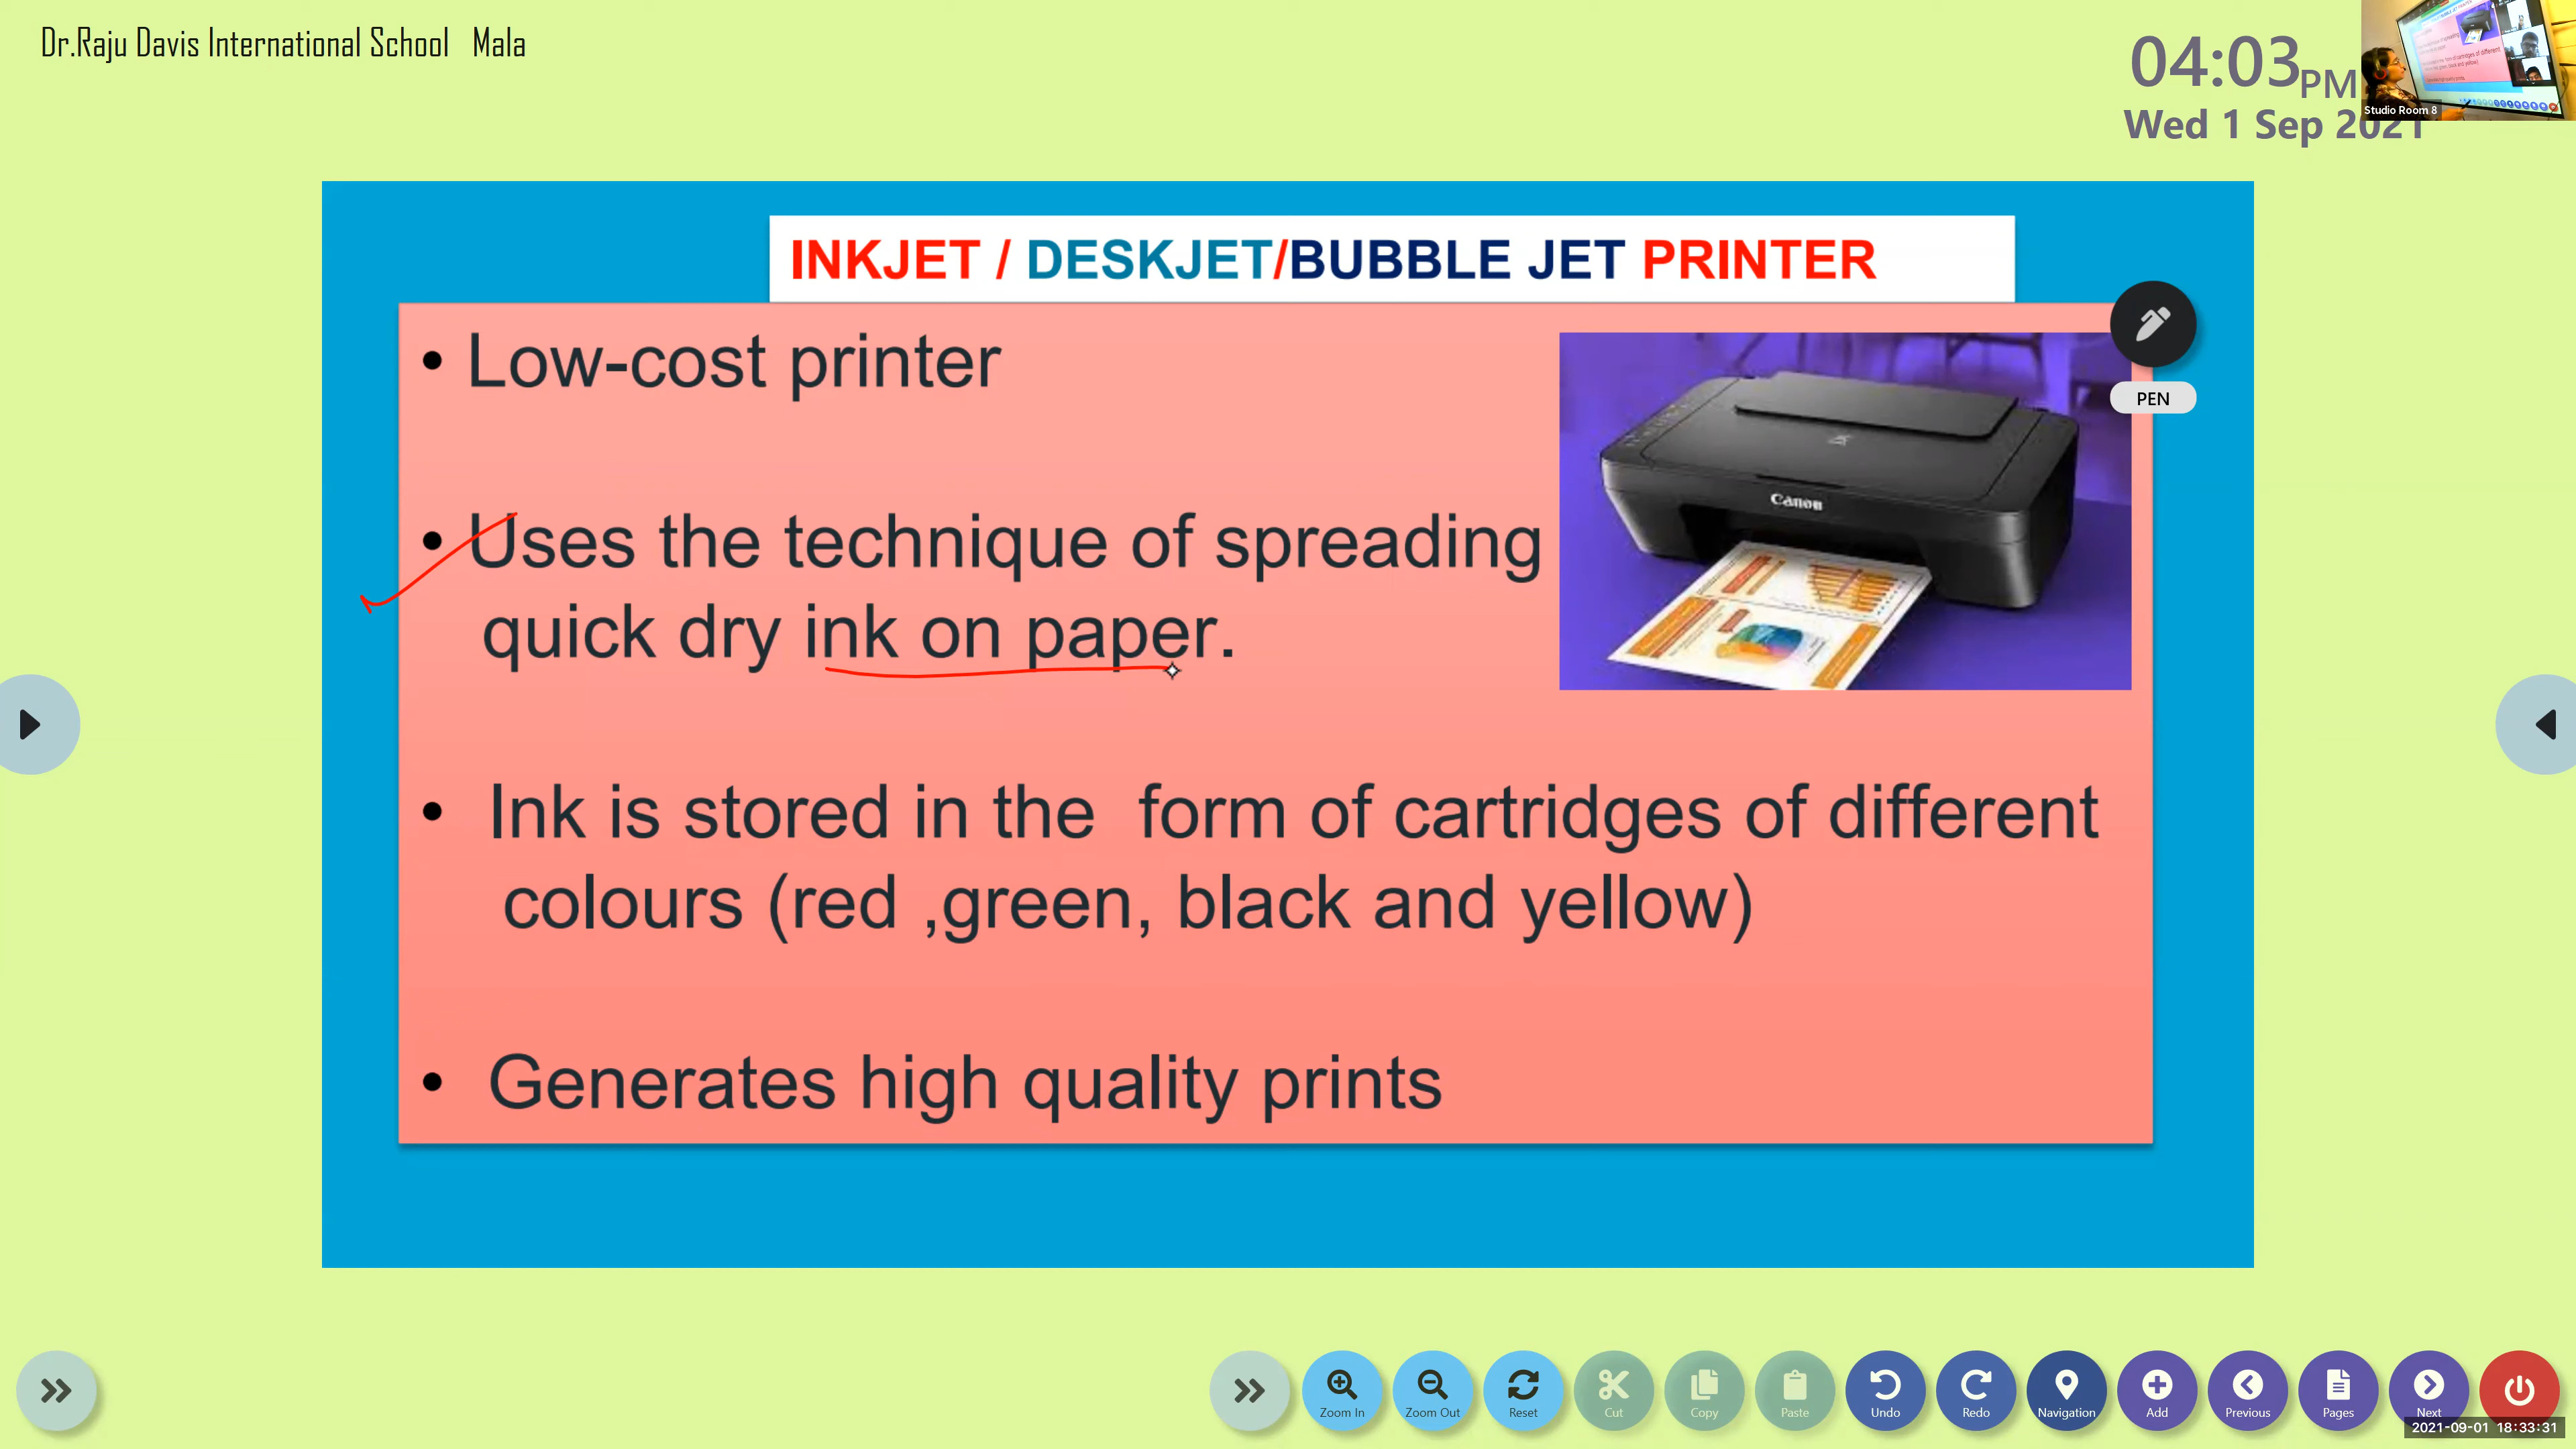 Dr.Raju Davis International School Mala
04:03PM
Wed 1 Sep 2021
Studio Room 8
INKJET / DESKJET/BUBBLE JET PRINTER
• Low-cost printer
PEN
Canon
• Uses the technique of spreading
quick dry ink on paper.
• Ink is stored in the form of cartridges of different
colours (red ,green, black and yellow)
• Generates high quality prints
Zoom In
Zoom Out
Reset
Cut
Copy
Paste
Undo
Redo
Navigation
Add
Previous
Pages
Next
2021-09-01 18:33:31